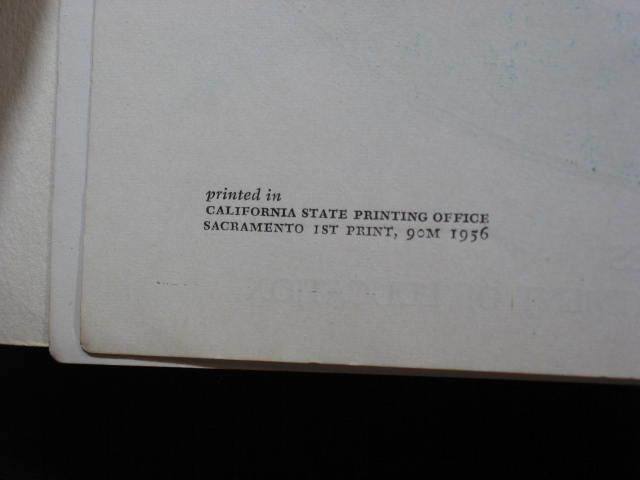 printed in
CALIFORNIA STATE PRINTING OFFICE
SACRAMENTO 1ST PRINT, 90M 1956